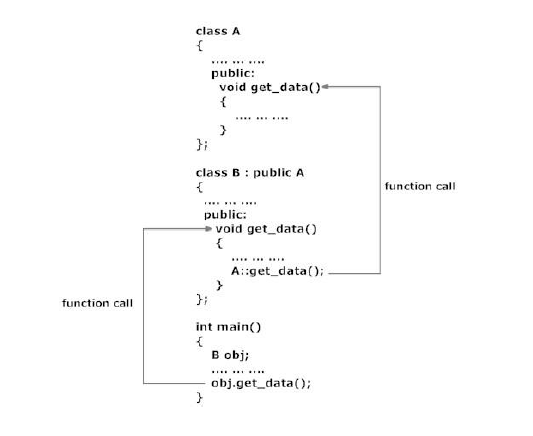 class A
{
.... ... ....
public:
void get_data()
{
.... ... ....
}
};
class B : public A
{
.... ... ....
public:
void get_data()
{
.... ... ....
A::get_data();
}
};
int main()
{
B obj;
.... ... ....
obj.get_data();
}
function call
function call